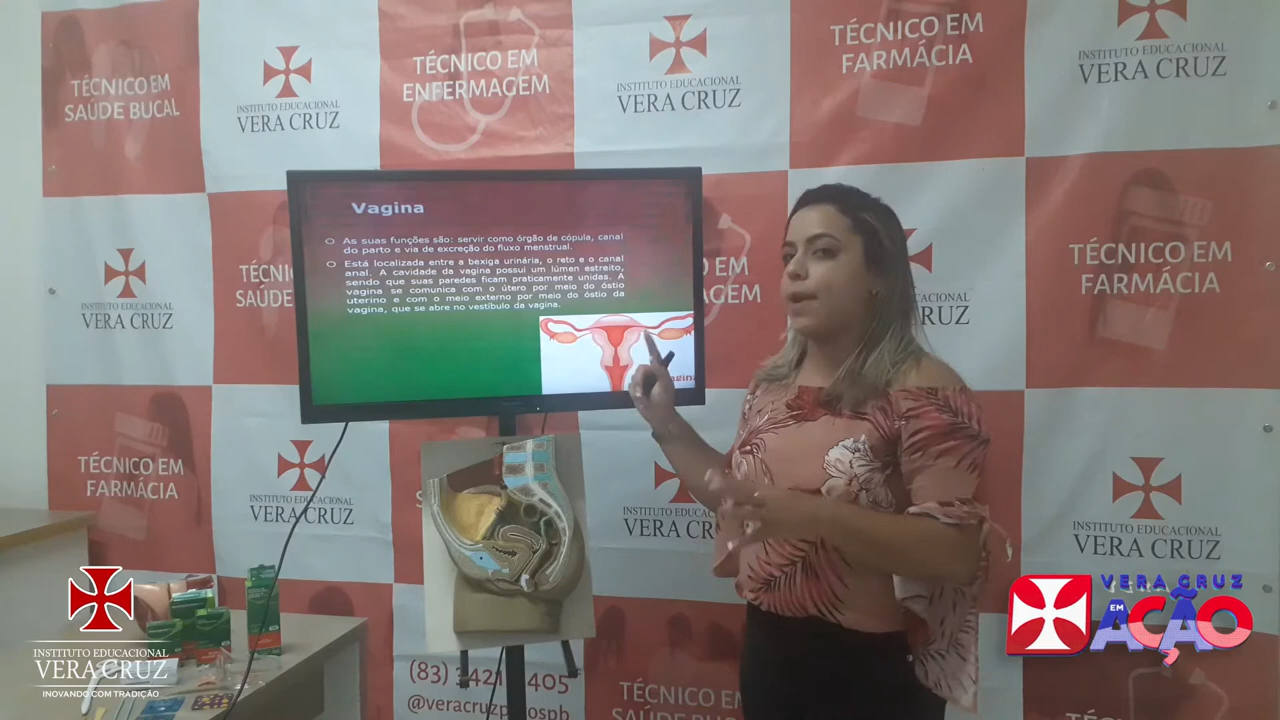 TÉCNICO EM
SAÚDE BUCAL
INSTITUTO EDUCACIONAL
VERA CRUZ
TÉCNICO EM
ENFERMAGEM
INSTITUTO EDUCACIONAL
VERA CRUZ
TÉCNICO EM
FARMÁCIA
INSTITUTO EDUCACIONAL
VERA CRUZ
Vagina
As suas funções são: servir como órgão de cópula, canal
do parto e via de excreção do fluxo menstrual.
Está localizada entre a bexiga urinária, o reto e o canal
anal. A cavidade da vagina possui um lúmen estreito,
sendo que suas paredes ficam praticamente unidas. A
vagina se comunica com o útero por meio do óstio
uterino e com o meio externo por meio do óstio da
vagina, que se abre no vestíbulo da vagina.
INSTITUTO EDUCACIONAL
VERA CRUZ
TÉCNICO EM
FARMÁCIA
TÉCNICO EM
FARMÁCIA
INSTITUTO EDUCACIONAL
VERA CRUZ
INSTITUTO EDUCACIONAL
VERA CRUZ
(83)
TÉCNICO EM
INSTITUTO EDUCACIONAL
VERA CRUZ
INOVANDO COM TRADIÇÃO
VERA CRUZ
EM
AÇÃO